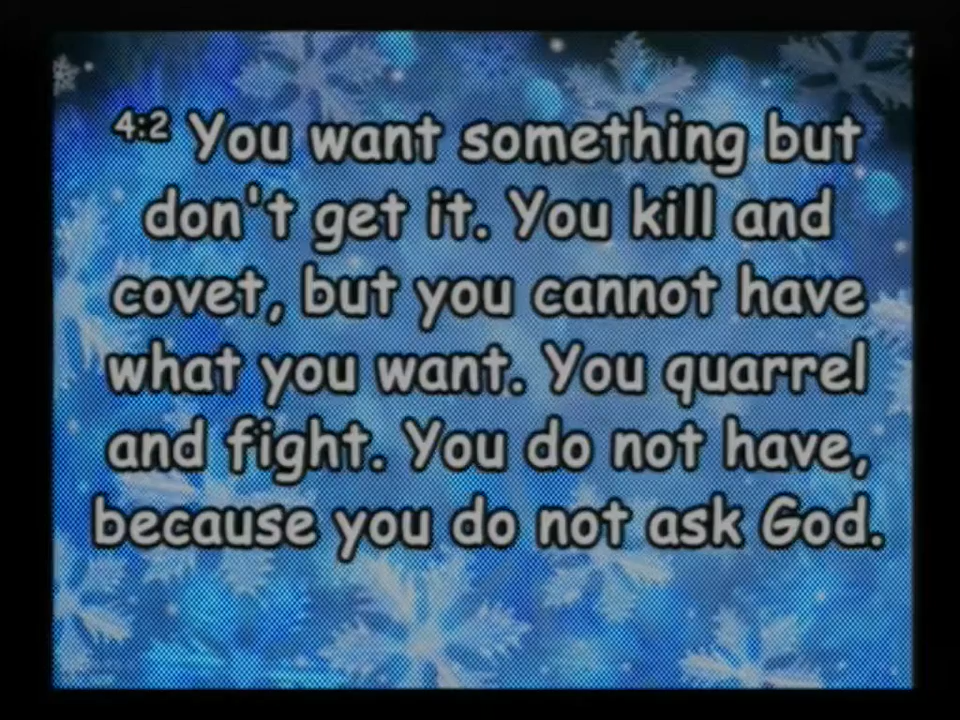 4:2 You want something but
don't get it. You kill and
covet, but you cannot have
what you want. You quarrel
and fight. You do not have,
because you do not ask God.